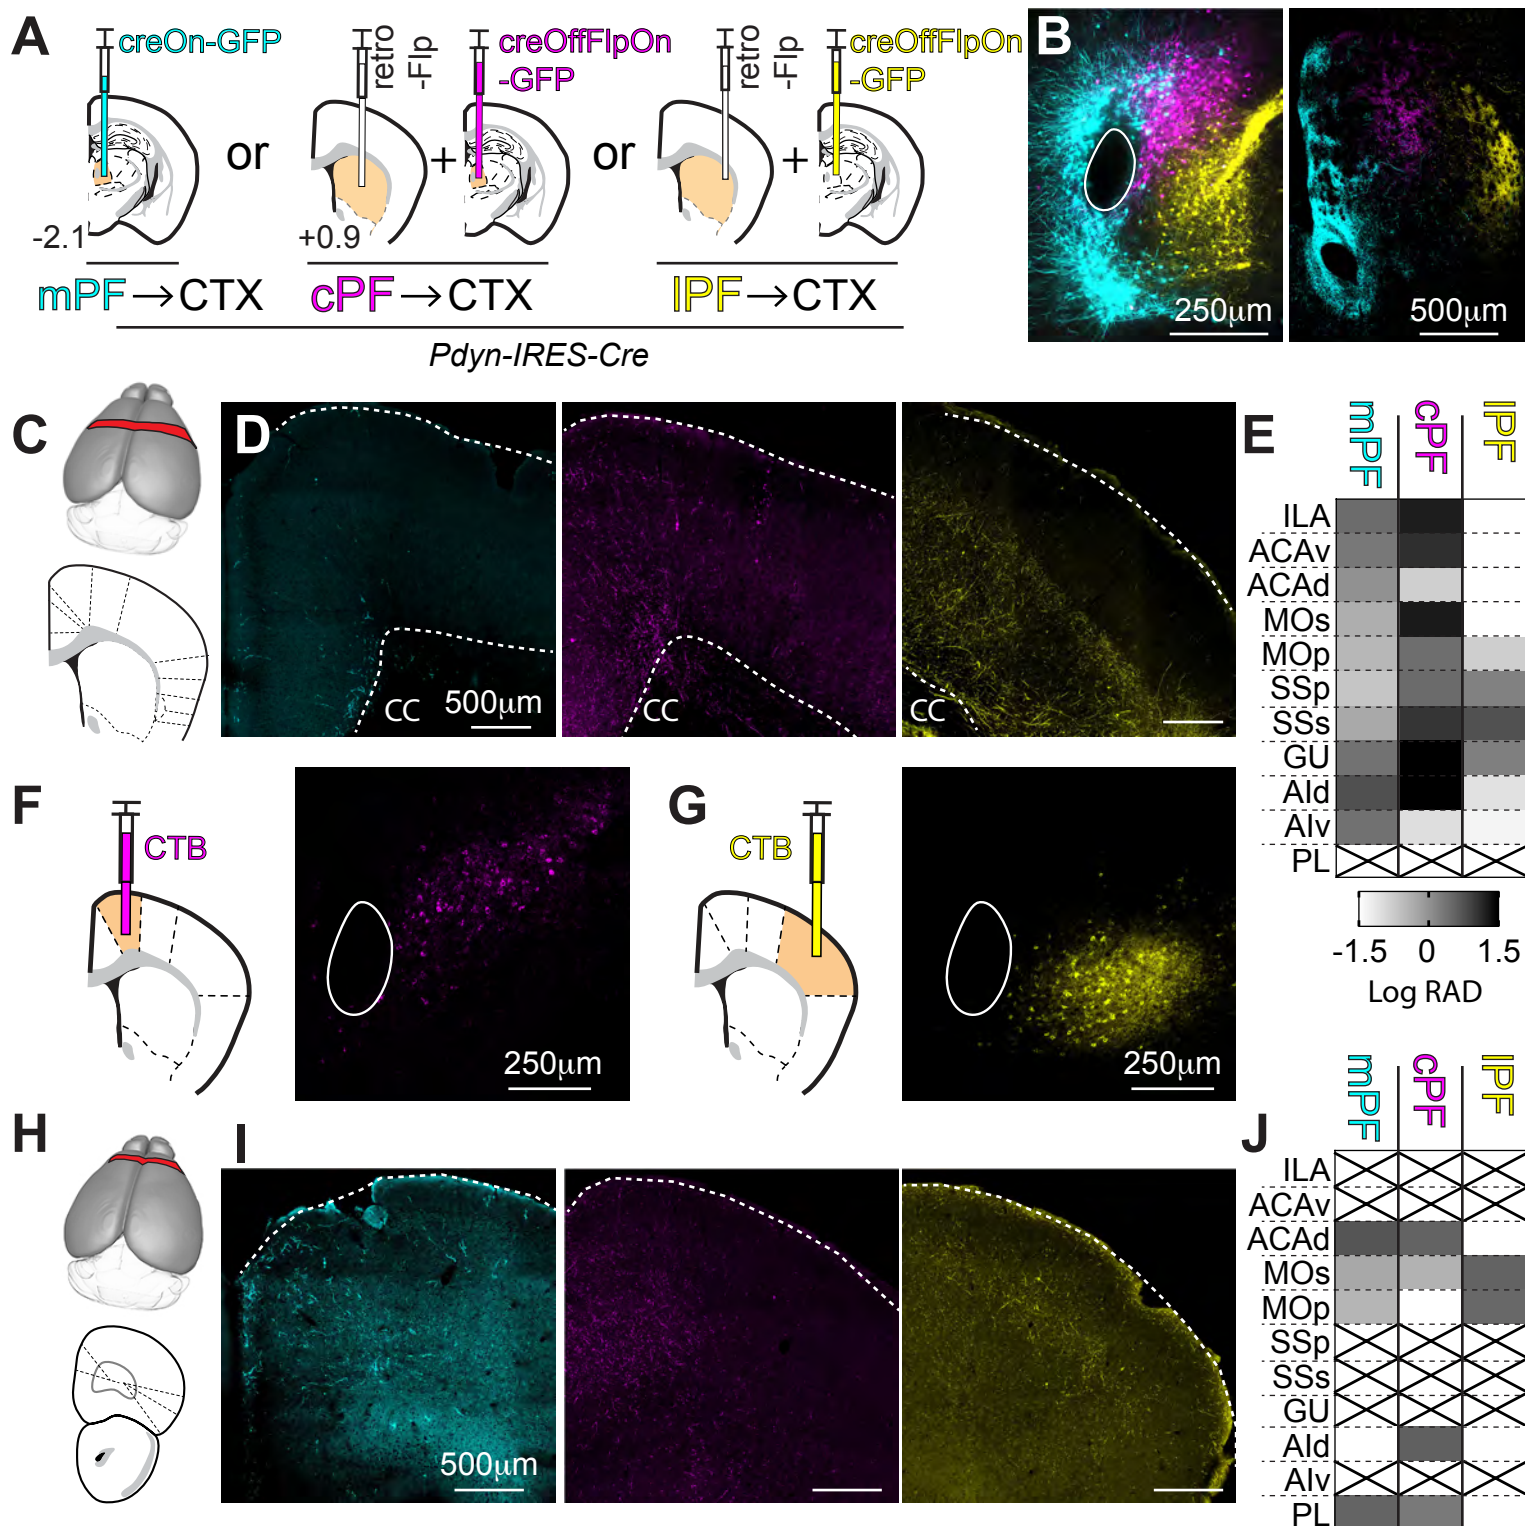 A
creOn-GFP
retro
-Flp
creOffFlpOn
-GFP
retro
-Flp
creOffFlpOn
-GFP
or
+
or
+
-2.1
+0.9
mPF→CTX
cPF→CTX
lPF→CTX
Pdyn-IRES-Cre
B
250μm
500μm
C
D
CC
500μm
CC
CC
E
mPF
cPF
lPF
ILA
ACAv
ACAd
MOs
MOp
SSp
SSs
GU
AId
AIv
PL
-1.5 0 1.5
Log RAD
F
CTB
250μm
G
CTB
250μm
H
I
500μm
J
mPF
cPF
lPF
ILA
ACAv
ACAd
MOs
MOp
SSp
SSs
GU
AId
AIv
PL